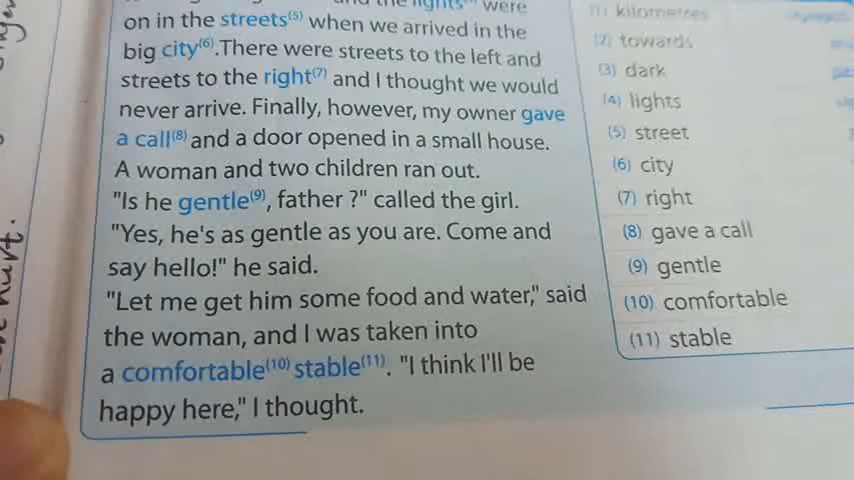 and the lights were
on in the streets(5) when we arrived in the
big city(6).There were streets to the left and
streets to the right(7) and I thought we would
never arrive. Finally, however, my owner gave
a call(8) and a door opened in a small house.
A woman and two children ran out.
"Is he gentle(9), father ?" called the girl.
"Yes, he's as gentle as you are. Come and
say hello!" he said.
"Let me get him some food and water," said
the woman, and I was taken into
a comfortable(10) stable(11). "I think I'll be
happy here," I thought.
(1) kilometres
(2) towards
(3) dark
(4) lights
(5) street
(6) city
(7) right
(8) gave a call
(9) gentle
(10) comfortable
(11) stable